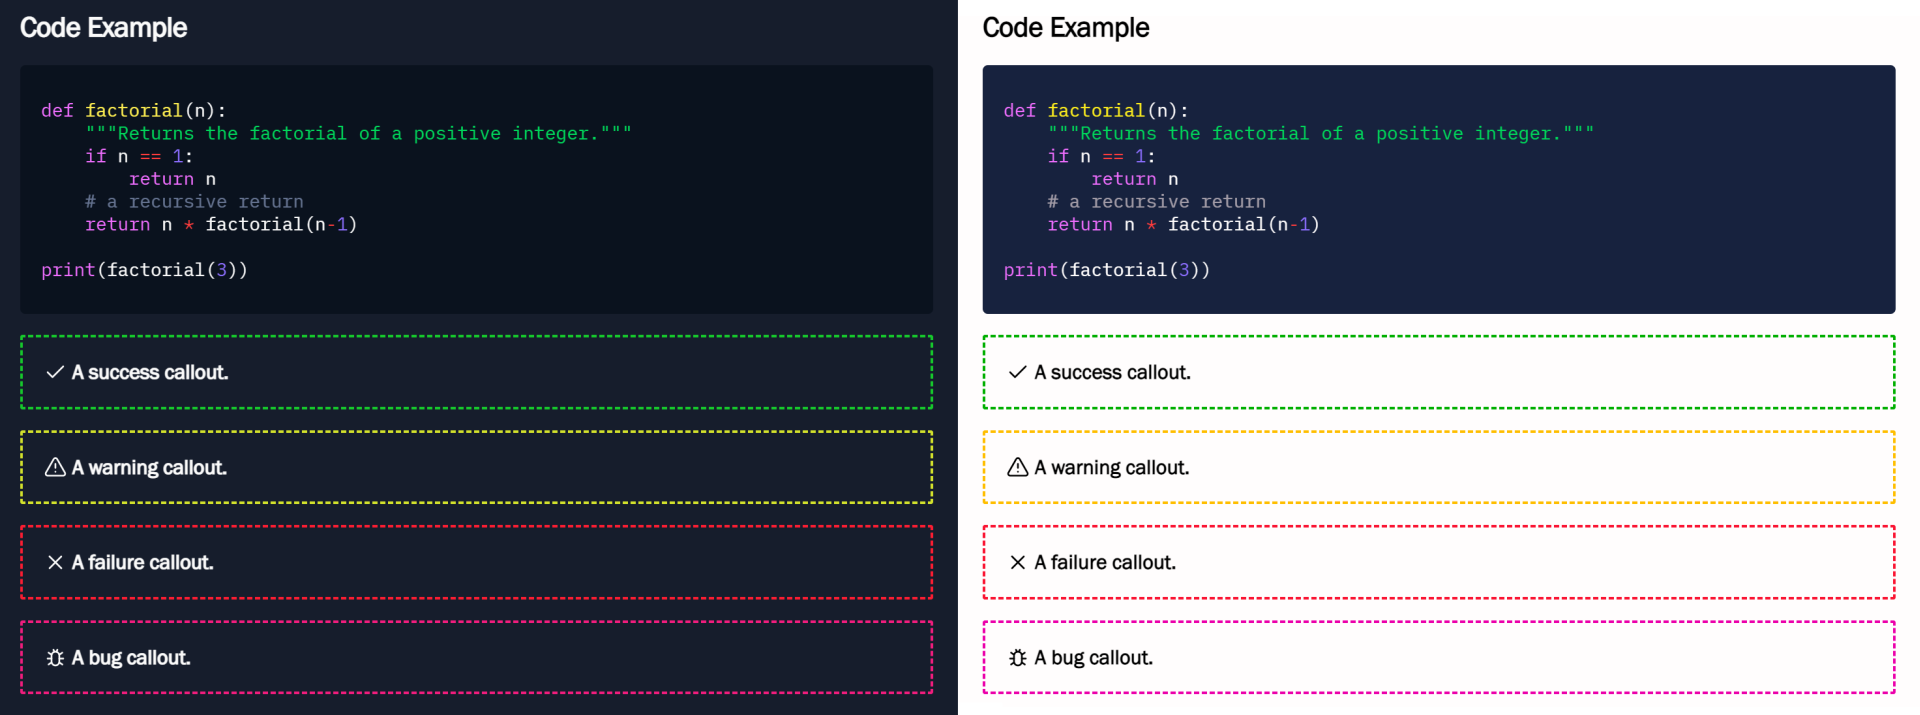 Code Example
def factorial(n):
    """Returns the factorial of a positive integer."""
    if n == 1:
        return n
    # a recursive return
    return n * factorial(n-1)
print(factorial(3))
A success callout.
A warning callout.
A failure callout.
A bug callout.
Code Example
def factorial(n):
    """Returns the factorial of a positive integer."""
    if n == 1:
        return n
    # a recursive return
    return n * factorial(n-1)
print(factorial(3))
A success callout.
A warning callout.
A failure callout.
A bug callout.